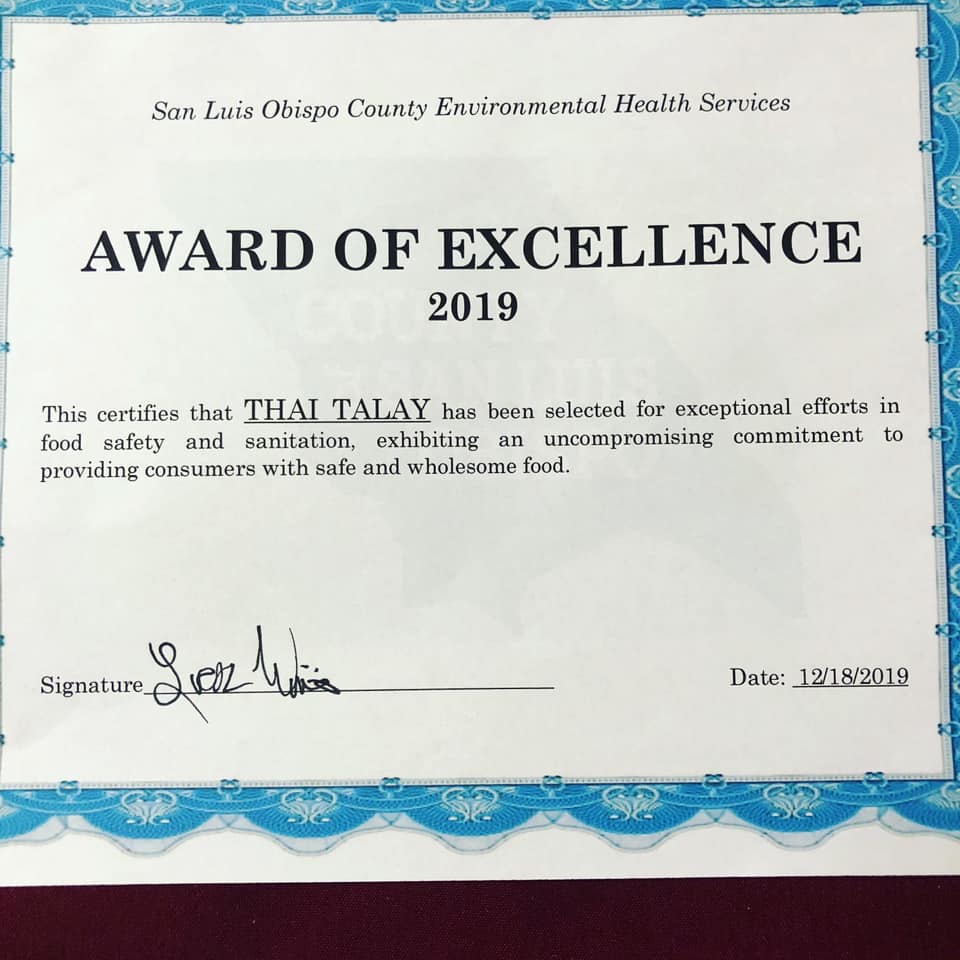 San Luis Obispo County Environmental Health Services
AWARD OF EXCELLENCE
2019
This certifies that THAI TALAY has been selected for exceptional efforts in
food safety and sanitation, exhibiting an uncompromising commitment to
providing consumers with safe and wholesome food.
Signature
Date: 12/18/2019